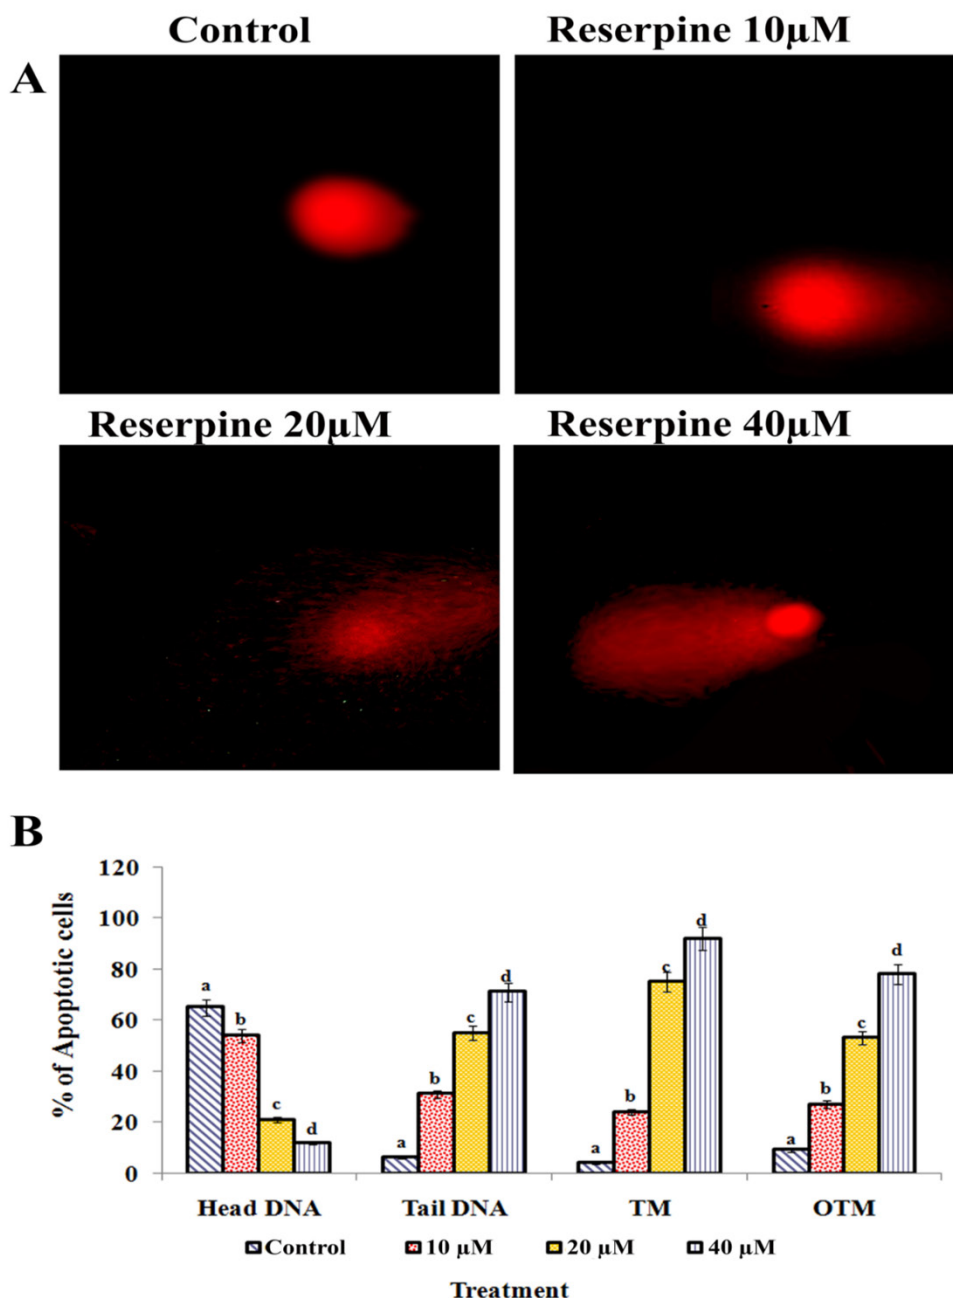 Control
Reserpine 10µM
A
Reserpine 20µM
Reserpine 40µM
B
% of Apoptotic cells
120
100
80
60
40
20
0
a
b
c
d
a
b
c
d
a
b
c
d
a
b
c
d
Head DNA
Tail DNA
TM
OTM
Control
10 µM
20 µM
40 µM
Treatment